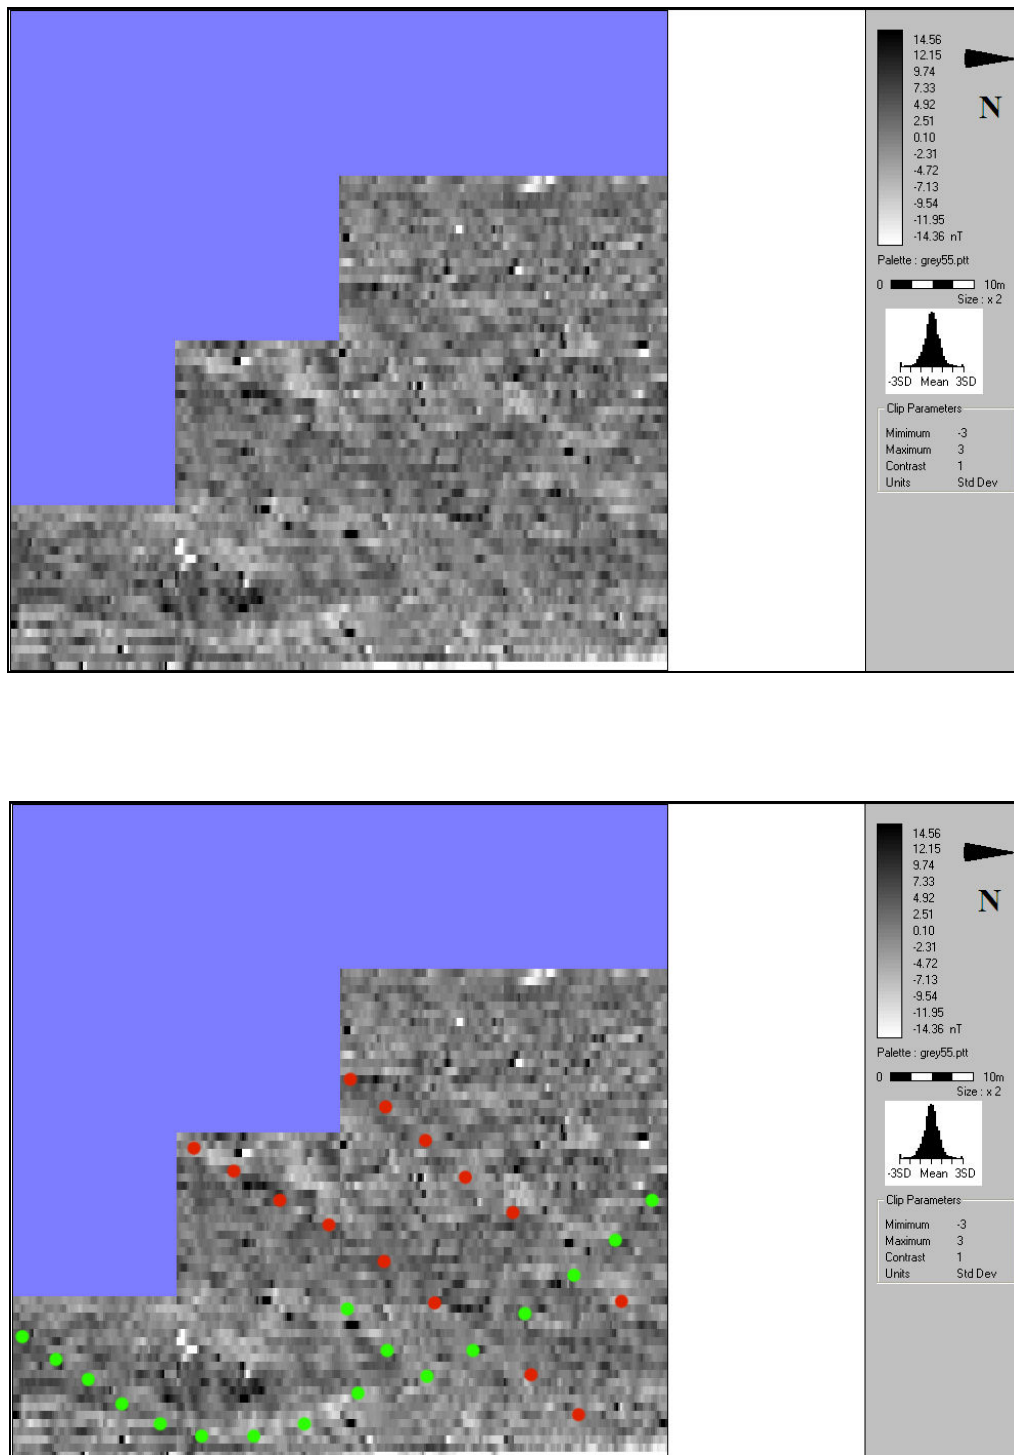 14.56
12.15
9.74
7.33
4.92
2.51
0.10
-2.31
-4.72
-7.13
-9.54
-11.95
-14.36 nT
N
Palette : grey55.ptt
0 10m
Size : x 2
-3SD Mean 3SD
Clip Parameters
Mimimum -3
Maximum 3
Contrast 1
Units Std Dev
14.56
12.15
9.74
7.33
4.92
2.51
0.10
-2.31
-4.72
-7.13
-9.54
-11.95
-14.36 nT
N
Palette : grey55.ptt
0 10m
Size : x 2
-3SD Mean 3SD
Clip Parameters
Mimimum -3
Maximum 3
Contrast 1
Units Std Dev